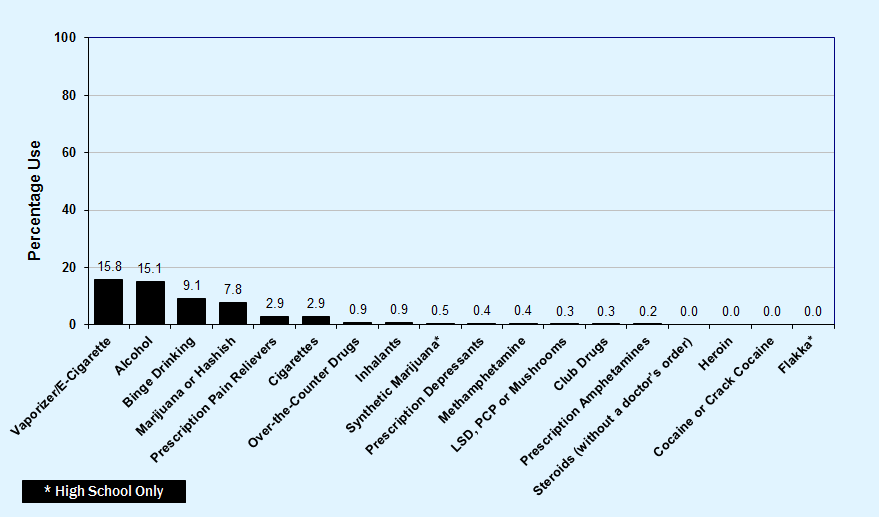 100
80
60
40
20
0
Percentage Use
15.8
15.1
9.1
7.8
2.9
2.9
0.9
0.9
0.5
0.4
0.4
0.3
0.3
0.2
0.0
0.0
0.0
0.0
Vaporizer/E-Cigarette
Alcohol
Binge Drinking
Marijuana or Hashish
Prescription Pain Relievers
Cigarettes
Over-the-Counter Drugs
Inhalants
Synthetic Marijuana*
Prescription Depressants
Methamphetamine
LSD, PCP or Mushrooms
Club Drugs
Prescription Amphetamines
Steroids (without a doctor's order)
Heroin
Cocaine or Crack Cocaine
Flakka*
* High School Only